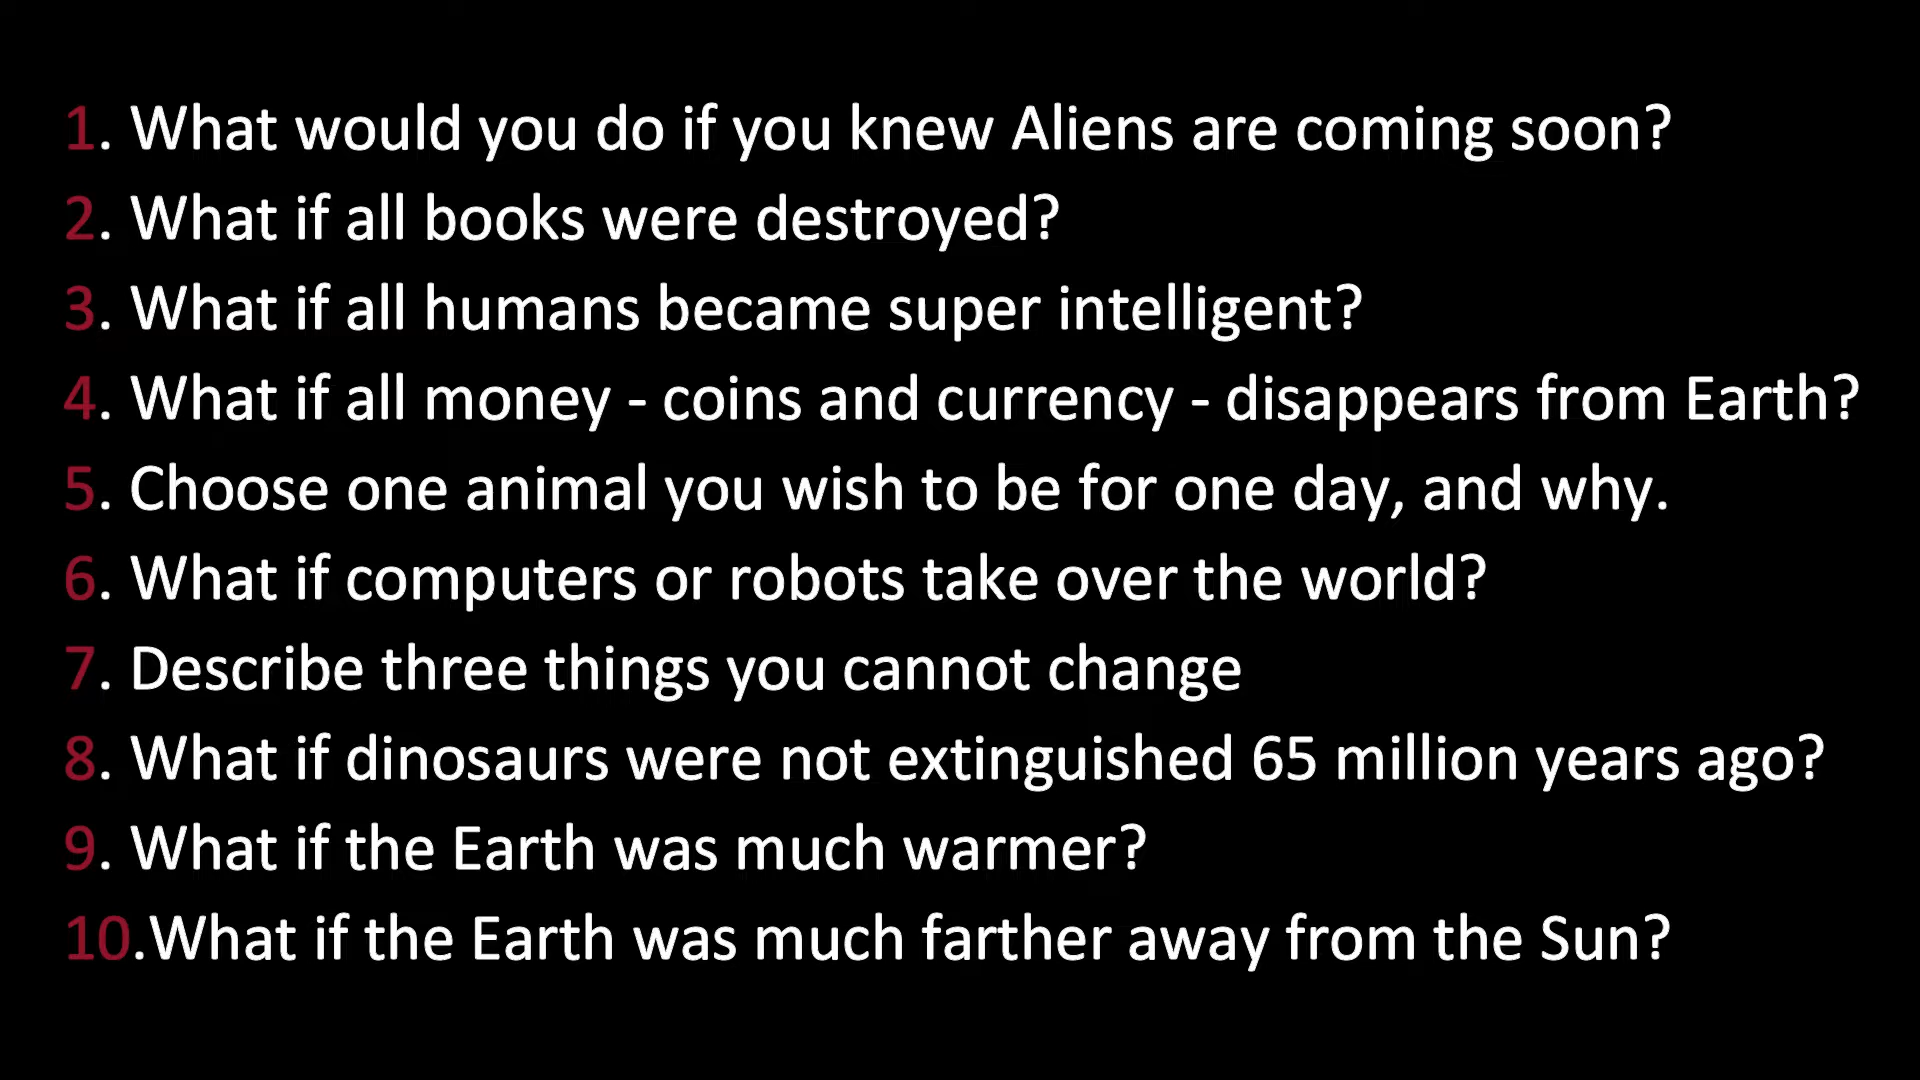 1. What would you do if you knew Aliens are coming soon?
2. What if all books were destroyed?
3. What if all humans became super intelligent?
4. What if all money - coins and currency - disappears from Earth?
5. Choose one animal you wish to be for one day, and why.
6. What if computers or robots take over the world?
7. Describe three things you cannot change
8. What if dinosaurs were not extinguished 65 million years ago?
9. What if the Earth was much warmer?
10.What if the Earth was much farther away from the Sun?